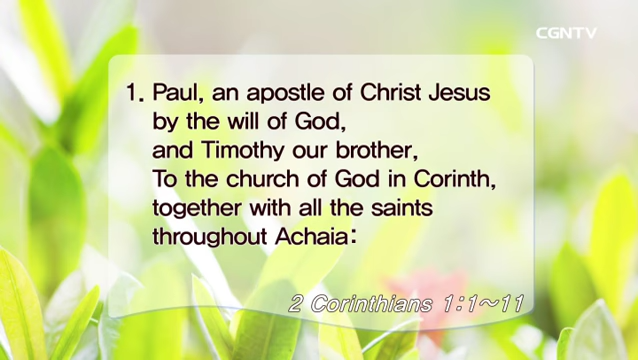 CGNTV
1. Paul, an apostle of Christ Jesus
by the will of God,
and Timothy our brother,
To the church of God in Corinth,
together with all the saints
throughout Achaia:
2 Corinthians 1:1~11